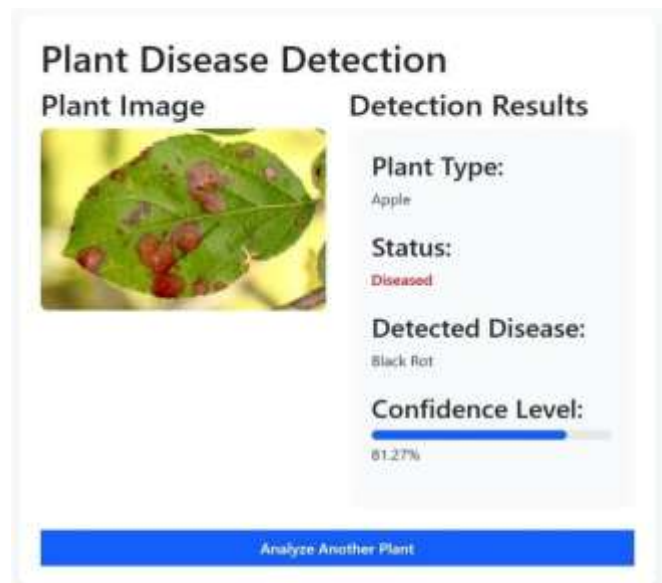 Plant Disease Detection
Plant Image
Detection Results
Plant Type:
Apple
Status:
Diseased
Detected Disease:
Black Rot
Confidence Level:
81.27%
Analyze Another Plant